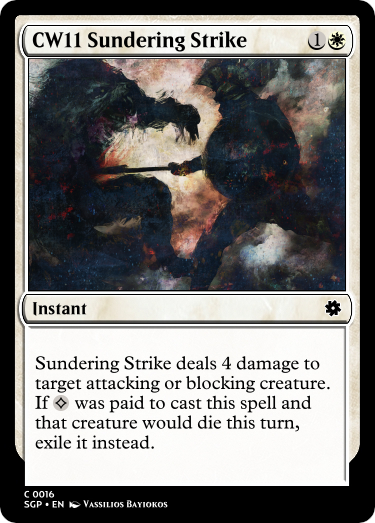 CW11 Sundering Strike 1
Instant
Sundering Strike deals 4 damage to
target attacking or blocking creature.
If was paid to cast this spell and
that creature would die this turn,
exile it instead.
C 0016
SGP • EN Vassilios Bayiokos